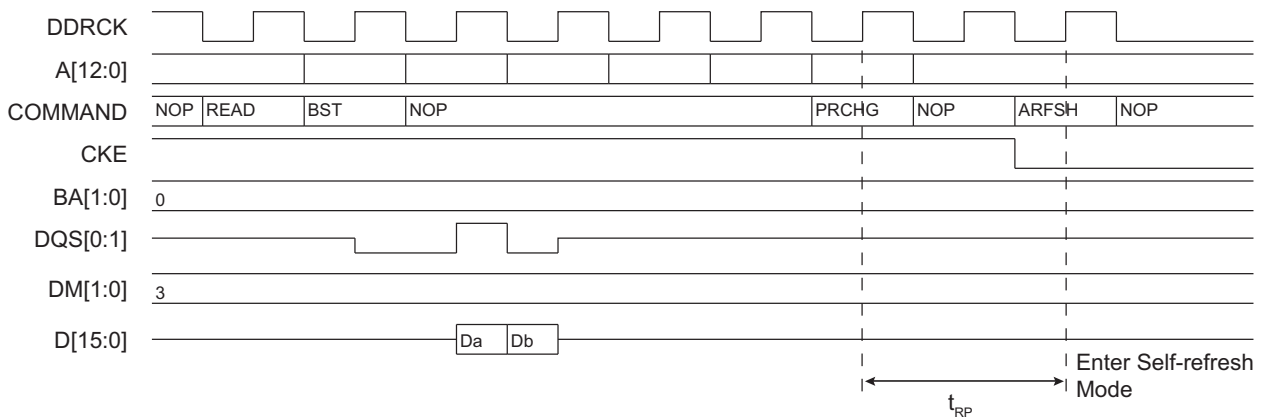 DDRCK
A[12:0]
COMMAND NOP READ BST NOP PRCHG NOP ARFSH NOP
CKE
BA[1:0] 0
DQS[0:1]
DM[1:0] 3
D[15:0] Da Db
Enter Self-refresh
Mode
tRP